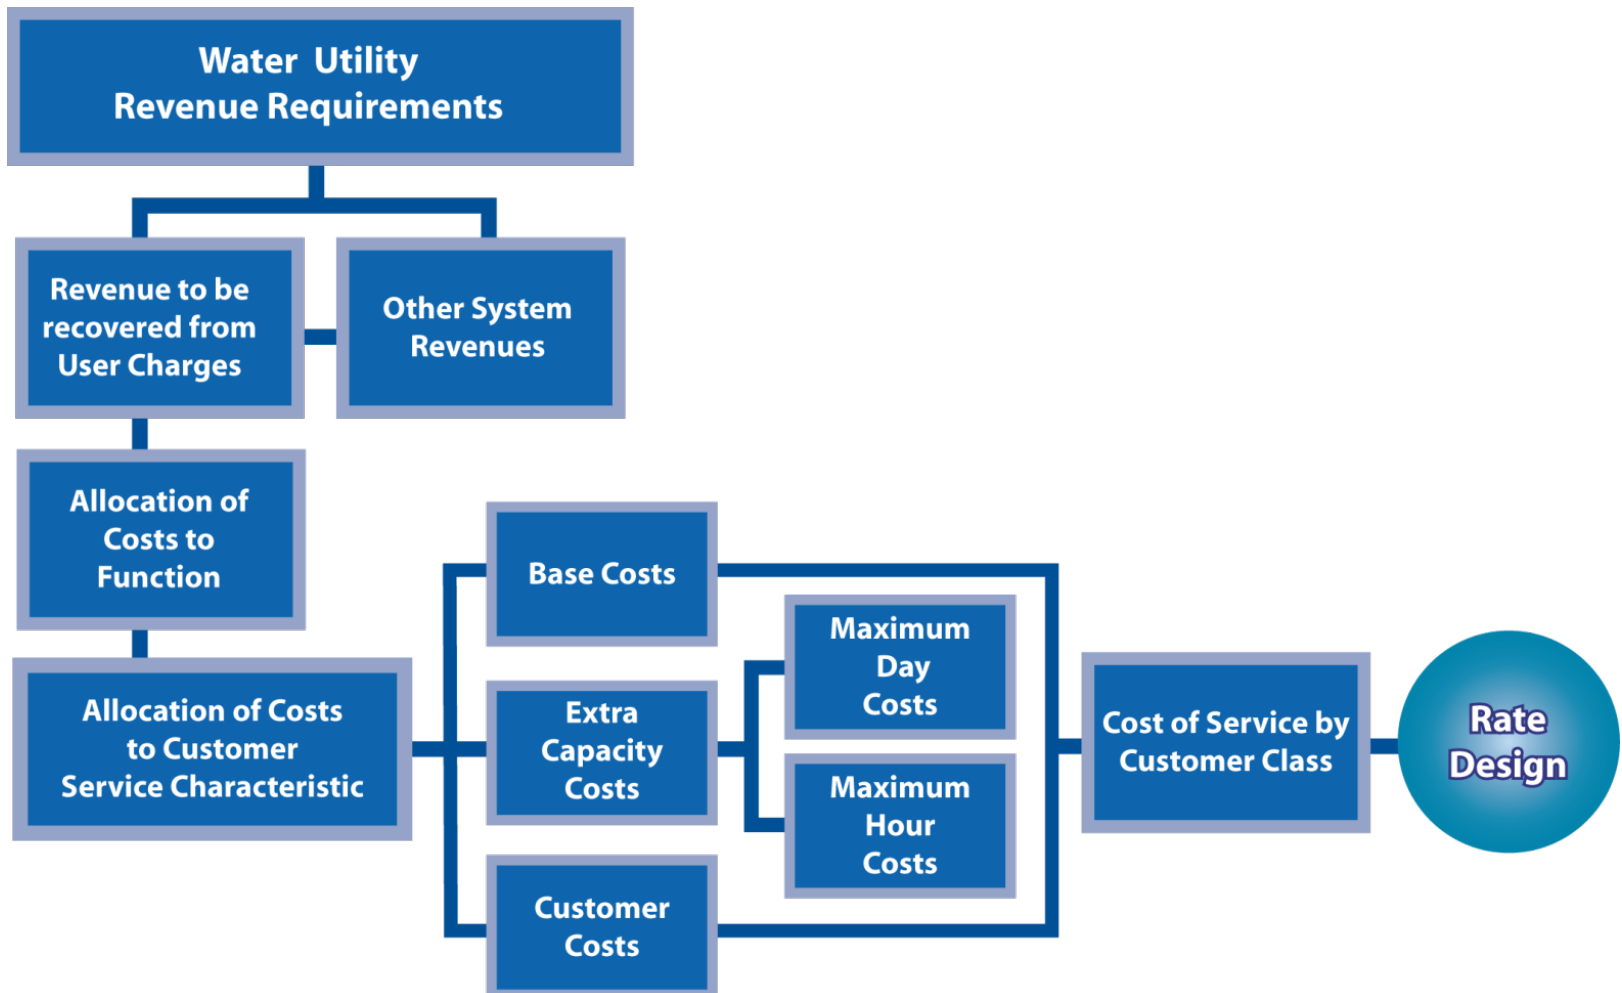 Water Utility
Revenue Requirements
Revenue to be
recovered from
User Charges
Other System
Revenues
Allocation of
Costs to
Function
Allocation of Costs
to Customer
Service Characteristic
Base Costs
Extra
Capacity
Costs
Customer
Costs
Maximum
Day
Costs
Maximum
Hour
Costs
Cost of Service by
Customer Class
Rate
Design